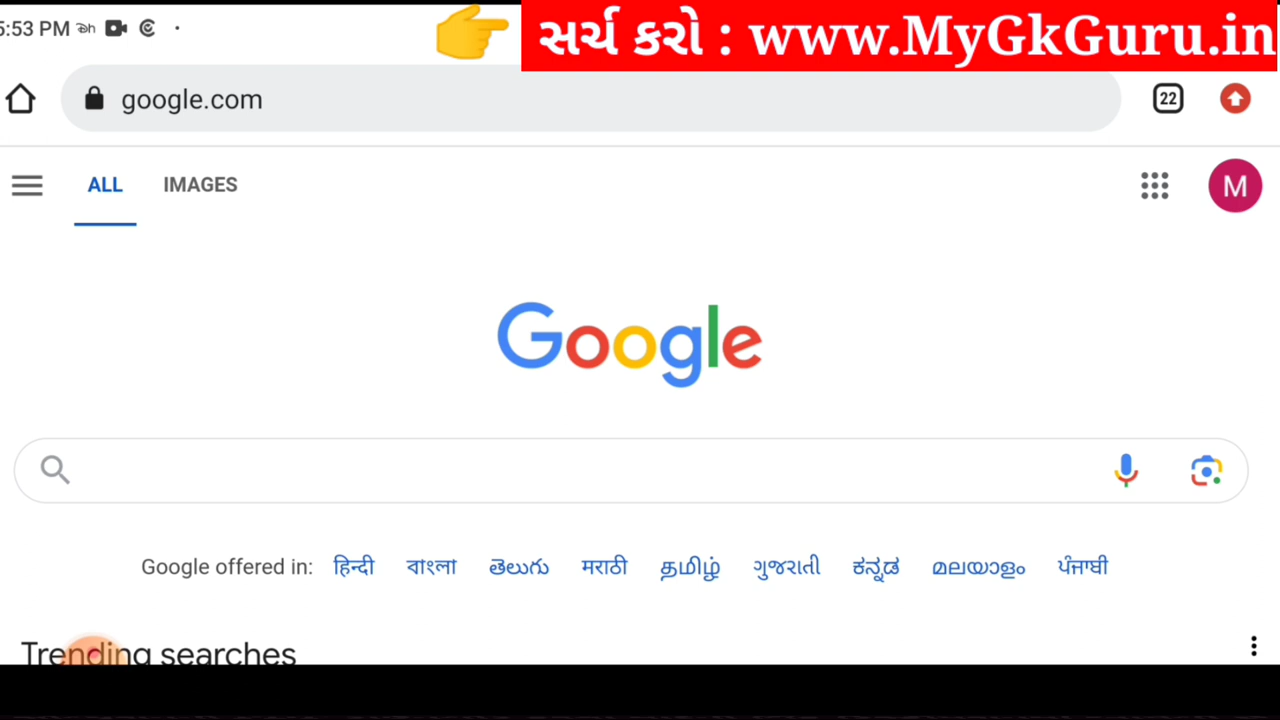 5:53 PM
સર્ચ કરો : www.MyGkGuru.in
google.com
22
ALL IMAGES
M
Google
Google offered in: हिन्दी বাংলা తెలుగు मराठी தமிழ் ગુજરાતી ಕನ್ನಡ മലയാളം ਪੰਜਾਬੀ
Trending searches